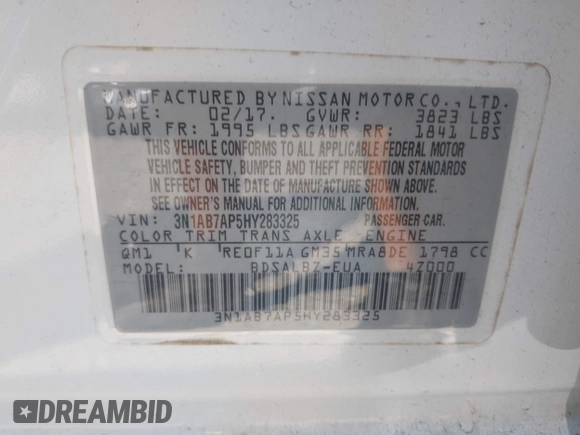 MANUFACTURED BY NISSAN MOTOR CO., LTD.
DATE: 02/17. GVWR: 3823 LBS
GAWR FR: 1995 LBS GAWR RR: 1841 LBS
THIS VEHICLE CONFORMS TO ALL APPLICABLE FEDERAL MOTOR
VEHICLE SAFETY, BUMPER AND THEFT PREVENTION STANDARDS
IN EFFECT ON THE DATE OF MANUFACTURE SHOWN ABOVE.
SEE OWNER'S MANUAL FOR ADDITIONAL INFORMATION.
VIN: 3N1AB7AP5HY283325 PASSENGER CAR.
COLOR TRIM TRANS AXLE ENGINE
QM1 K RE0F11A GM35 MRA8DE 1798 CC
MODEL: BDSALBZ-EUA 4Z000
3N1AB7AP5HY283325
DREAMBID